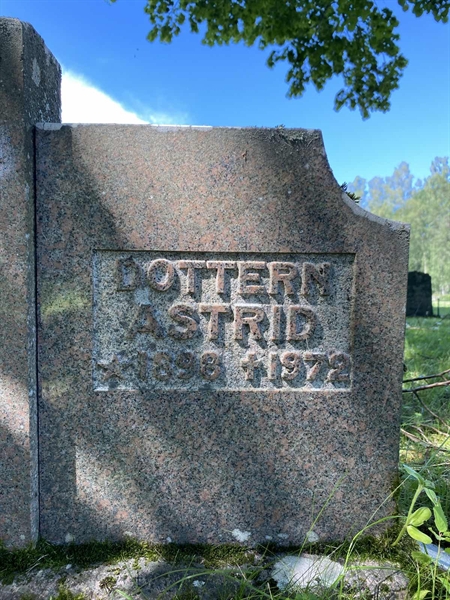 DOTTERN
ASTRID
★1898 ✝1972